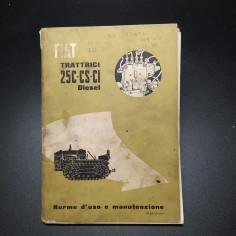 FIAT
TRATTRICI
25C-CS-CI
Diesel
Norme d'uso e manutenzione